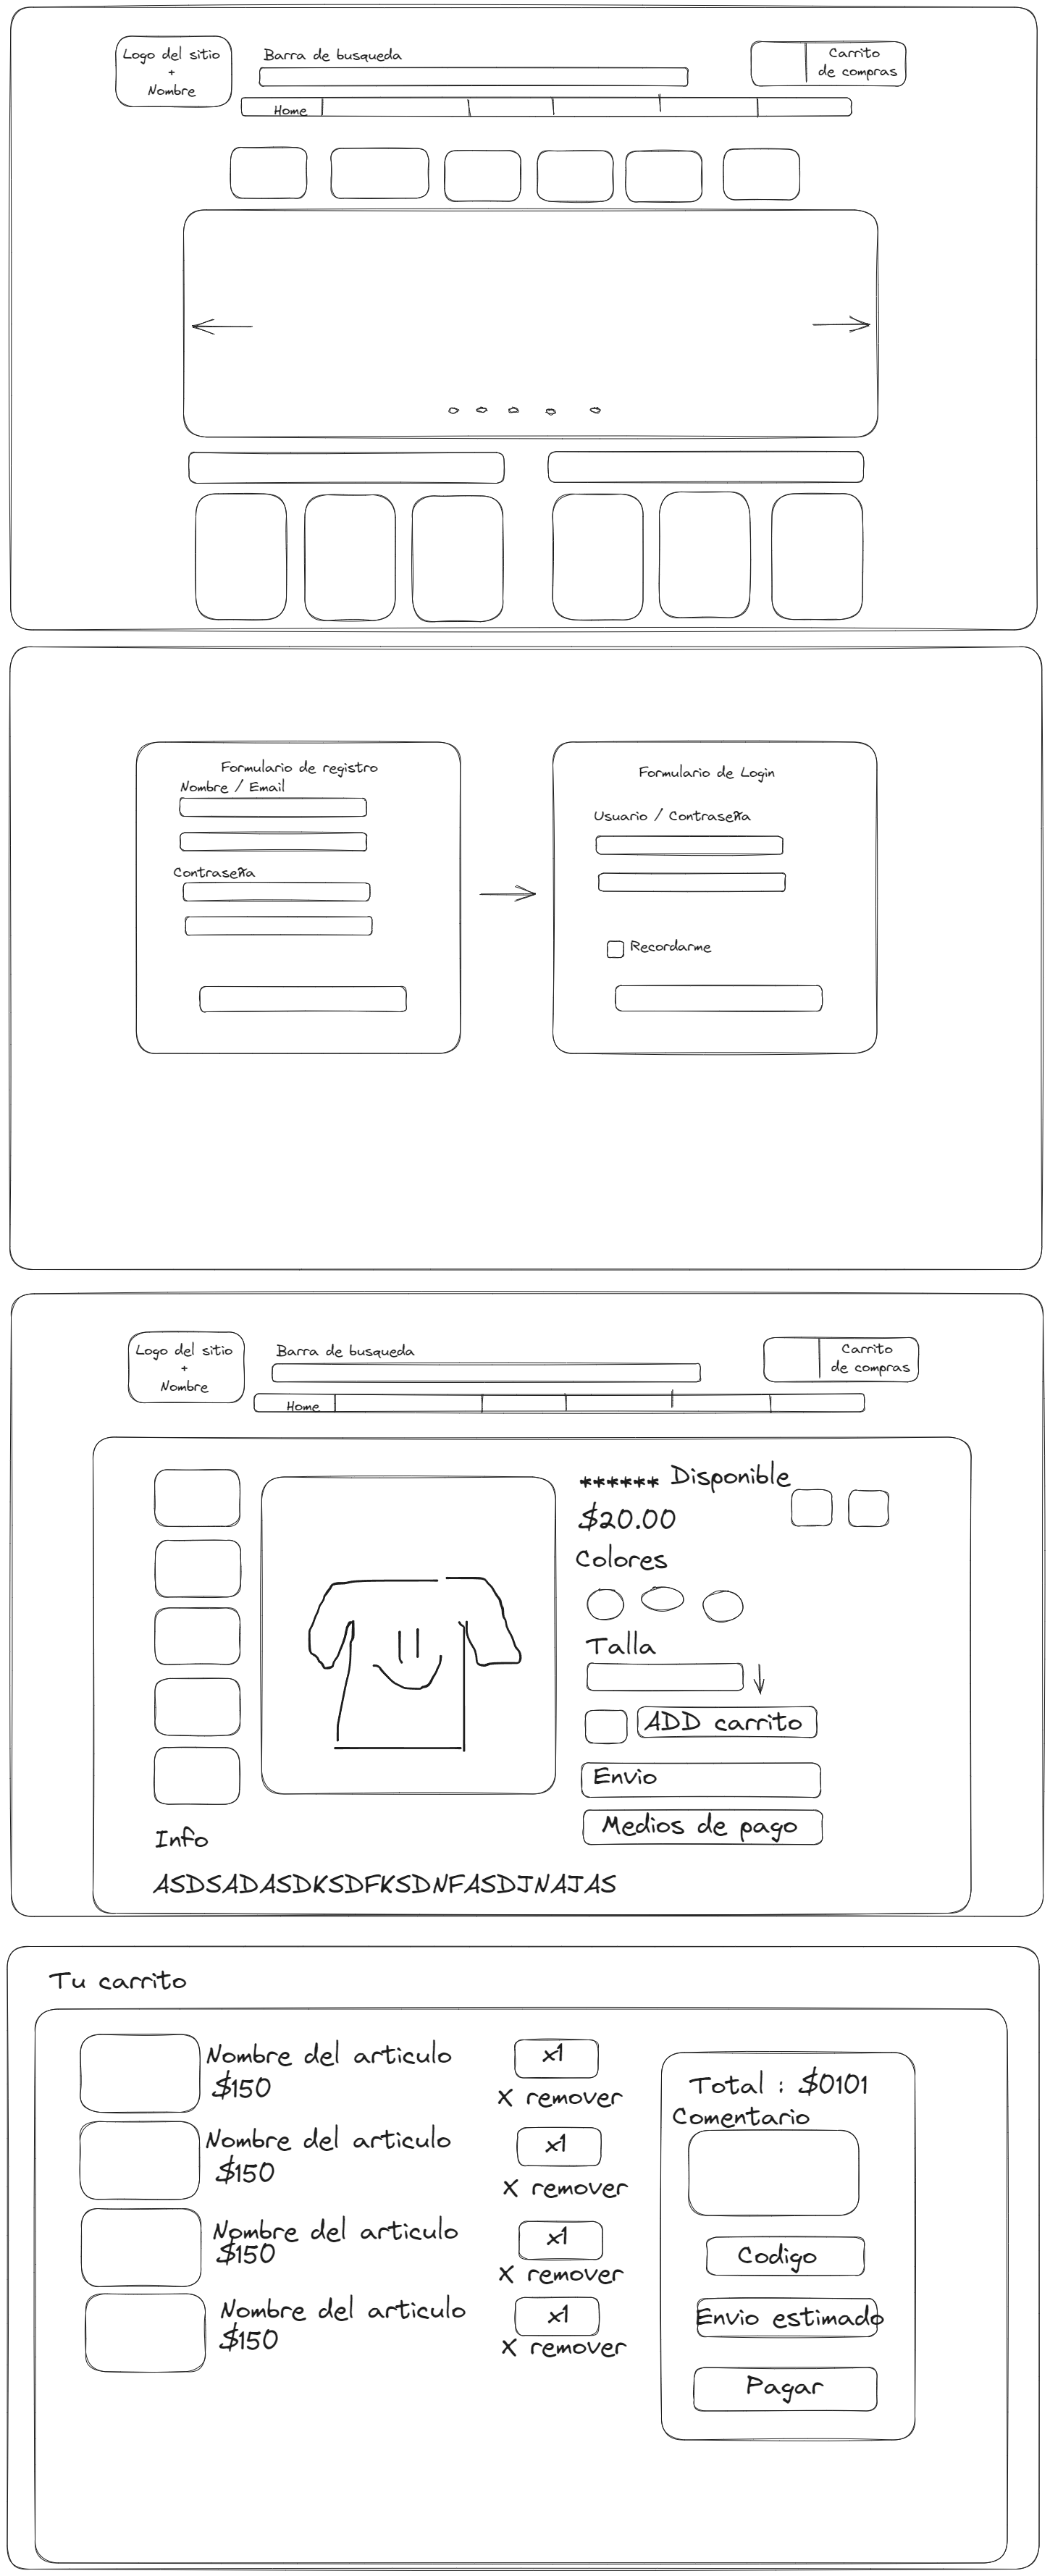 Logo del sitio
+
Nombre
Barra de busqueda
Carrito
de compras
Home
Formulario de registro
Nombre / Email
Contraseña
Formulario de Login
Usuario / Contraseña
Recordarme
Logo del sitio
+
Nombre
Barra de busqueda
Carrito
de compras
Home
****** Disponible
$20.00
Colores
Talla
ADD carrito
Envio
Medios de pago
Info
ASDSADASDKSDFKSDNFASDJNAJAS
Tu carrito
Nombre del articulo
$150
x1
X remover
Nombre del articulo
$150
x1
X remover
Nombre del articulo
$150
x1
X remover
Nombre del articulo
$150
x1
X remover
Total : $0101
Comentario
Codigo
Envio estimado
Pagar